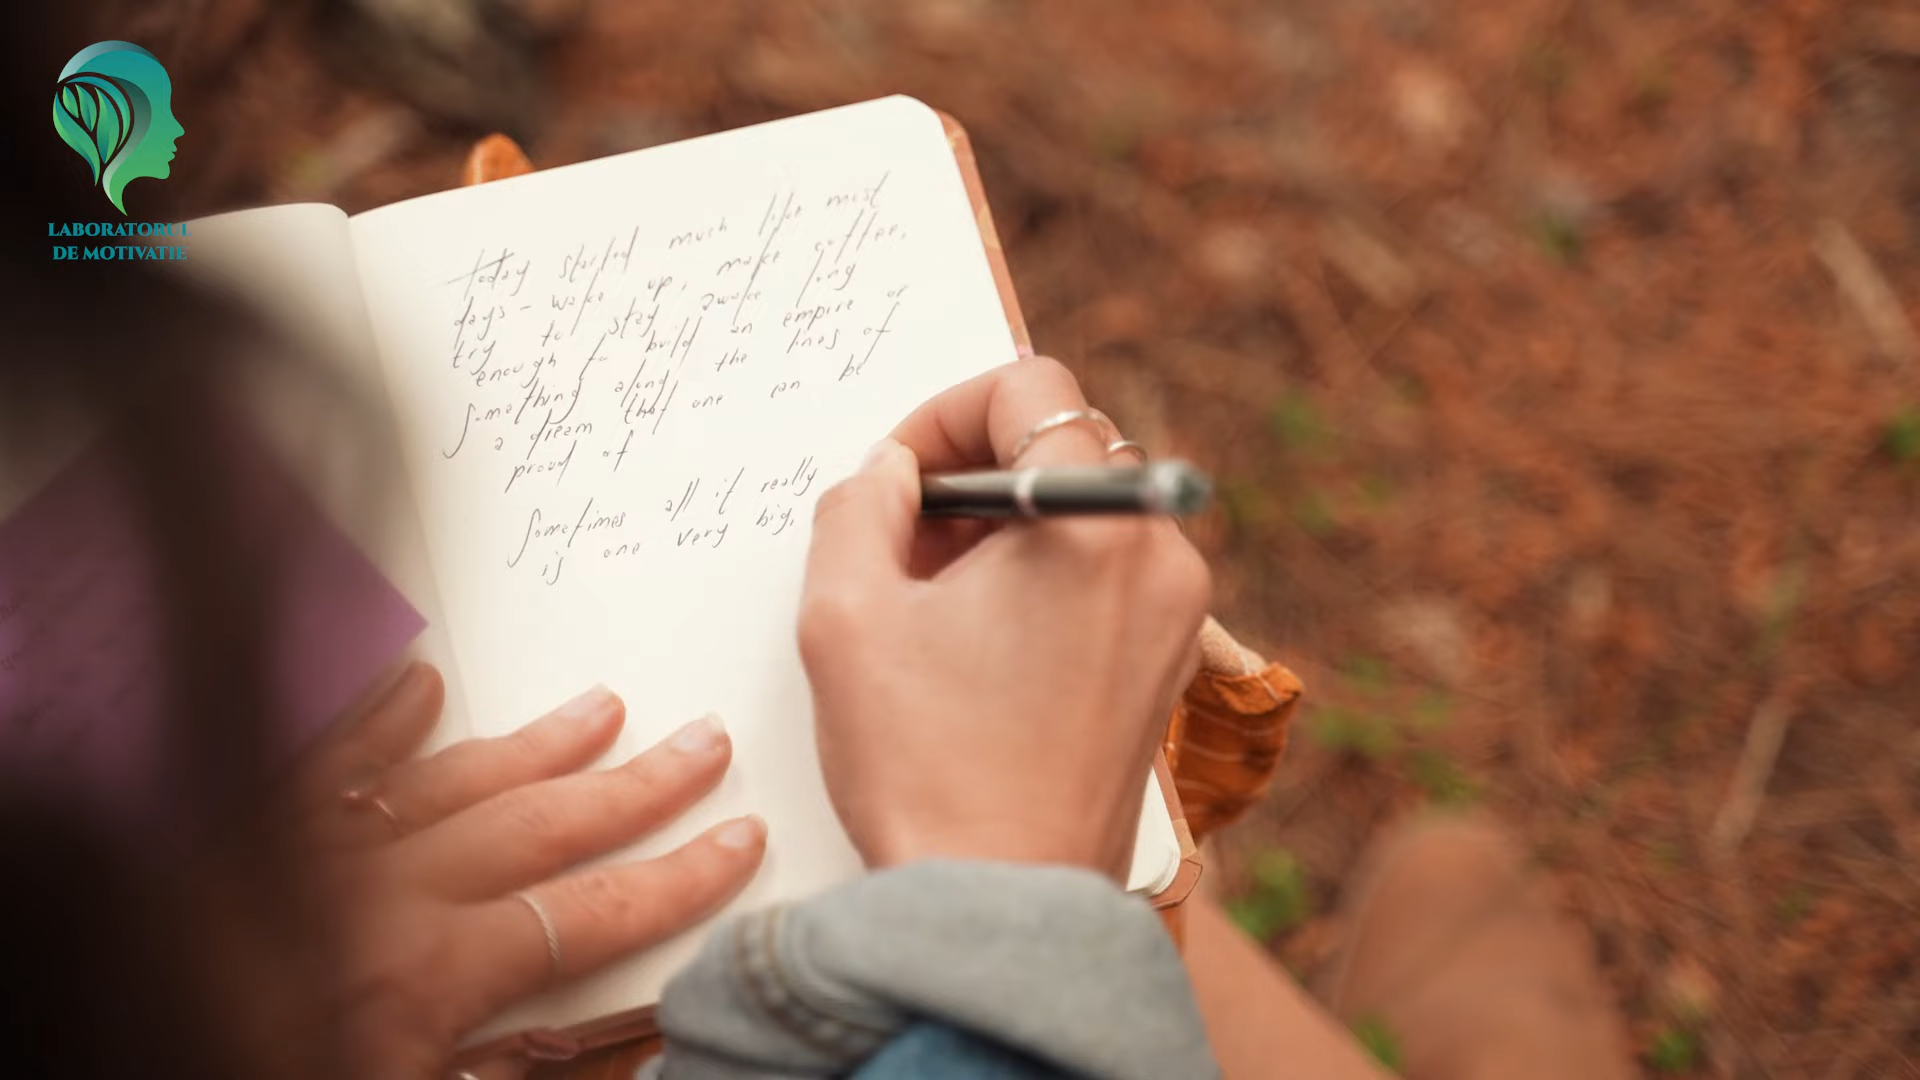 LABORATORUL
DE MOTIVATIE
today started much like most
days - wake up, make coffee,
try to stay awake long
enough to build an empire or
something along the lines of
a dream that one can be
proud of
Sometimes all it really
is one very big,